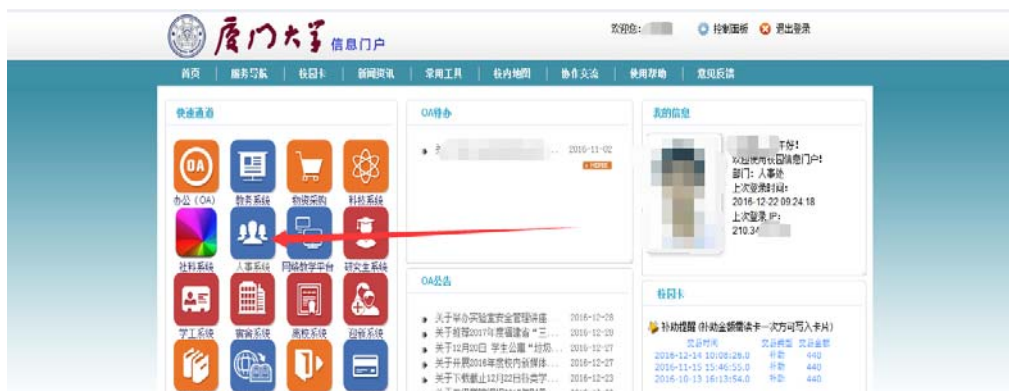 厦门大学 信息门户
欢迎您:
控制面板
退出登录
首页 | 服务导航 | 校园卡 | 新闻资讯 | 常用工具 | 校内地图 | 协作交流 | 使用帮助 | 意见反馈
快速通道
OA
办公（OA） 教务系统 物资采购 科技系统
社科系统 人事系统 网络教学平台 研究生系统
学工系统 宿舍系统 离校系统 迎新系统
OA待办
... 2016-11-02
MORE
OA公告
关于举办实验室安全管理讲座 2016-12-28
关于推荐2017年度福建省“三...
关于12月20日 学生公寓 2016-12-27
关于开展2016年度校内 2016-12-27
关于下载截止12月22日 2016-12-23
我的信息
好!
欢迎使用校园信息门户!
部门: 人事处
上次登录时间:
2016-12-22 09:24:18
上次登录IP:
210.34
校园卡
补助提醒 (补助金额需读卡一次方可写入卡片)
交易时间 交易类型 交易金额
2016-12-14 10:08:26.0 补助 440
2016-11-15 15:46:55.0 补助 440
2016-10-13 16:13:54.0 补助 440